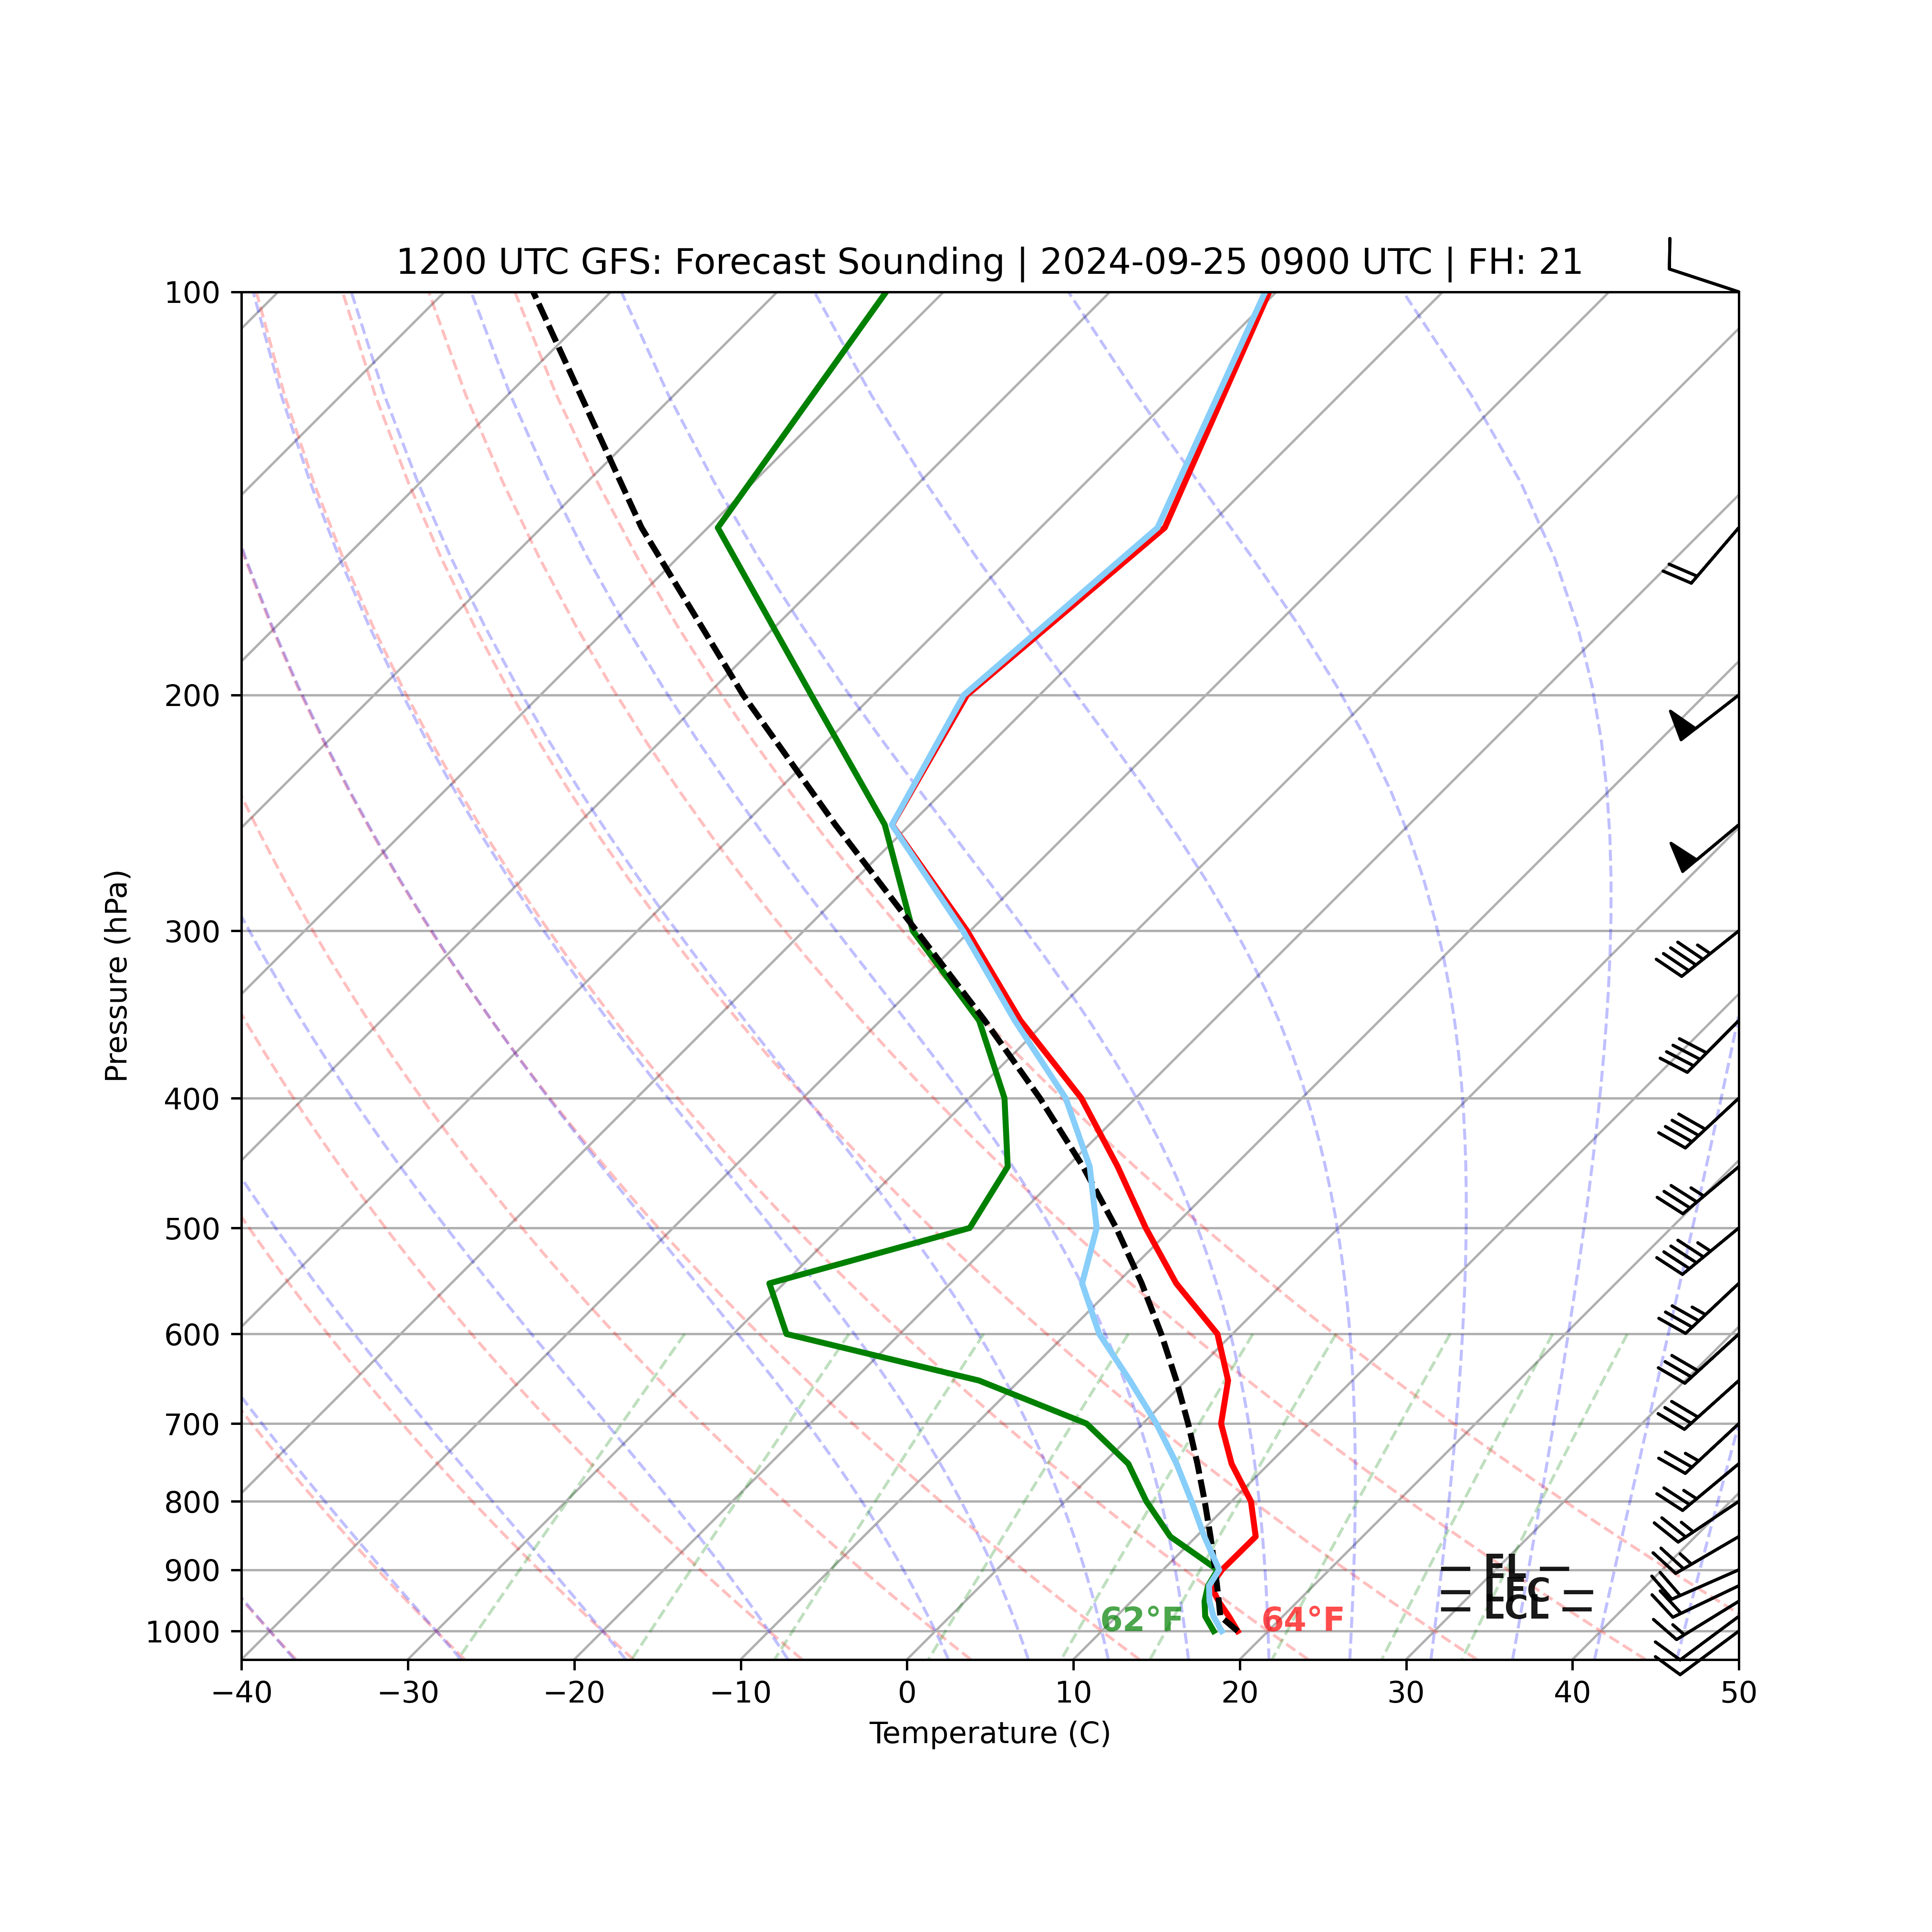 1200 UTC GFS: Forecast Sounding | 2024-09-25 0900 UTC | FH: 21
100
200
300
400
500
600
700
800
900
1000
Pressure (hPa)
— EL —
— LFC —
— LCL —
62°F
64°F
−40 −30 −20 −10 0 10 20 30 40 50
Temperature (C)